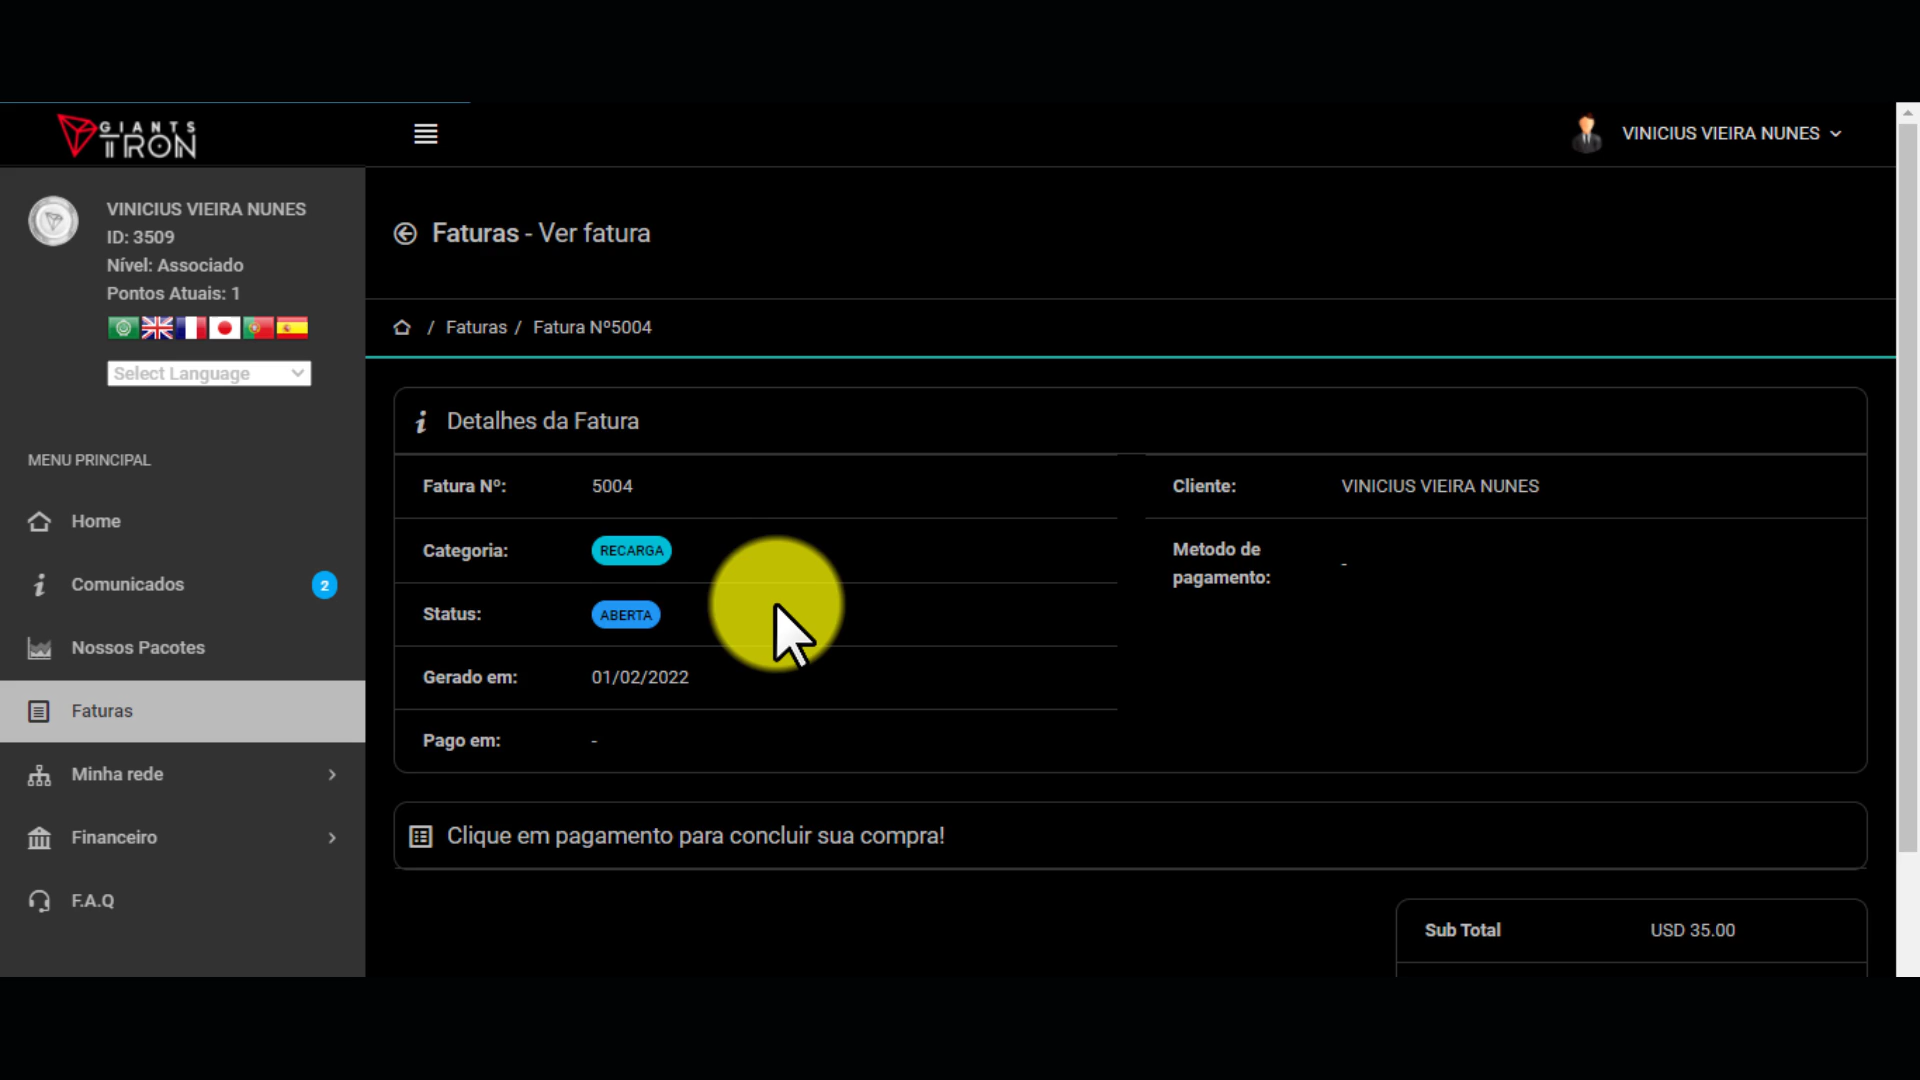 GIANTS
TRON
VINICIUS VIEIRA NUNES
VINICIUS VIEIRA NUNES
ID: 3509
Nível: Associado
Pontos Atuais: 1
Select Language
MENU PRINCIPAL
Home
Comunicados 2
Nossos Pacotes
Faturas
Minha rede
Financeiro
F.A.Q
Faturas - Ver fatura
/ Faturas / Fatura Nº5004
Detalhes da Fatura
Fatura Nº: 5004
Categoria: RECARGA
Status: ABERTA
Gerado em: 01/02/2022
Pago em: -
Cliente: VINICIUS VIEIRA NUNES
Metodo de
pagamento: -
Clique em pagamento para concluir sua compra!
Sub Total USD 35.00